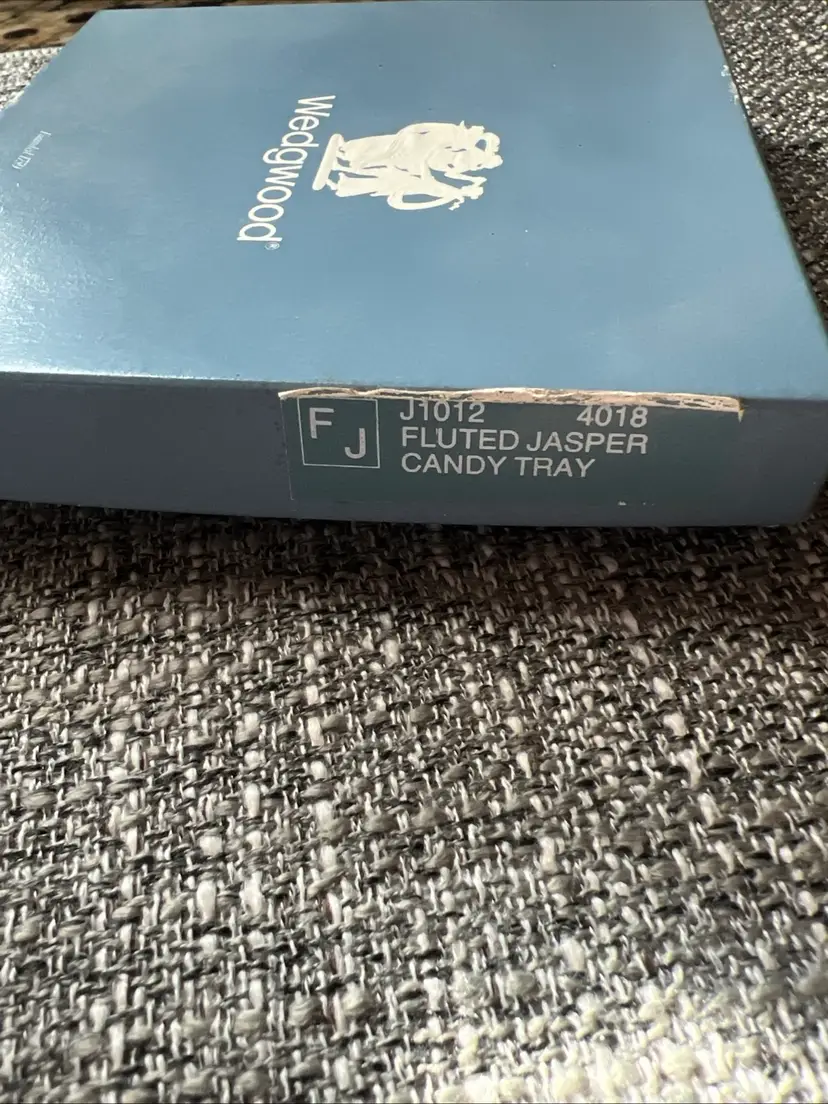 Wedgwood®
F J
J1012 4018
FLUTED JASPER
CANDY TRAY